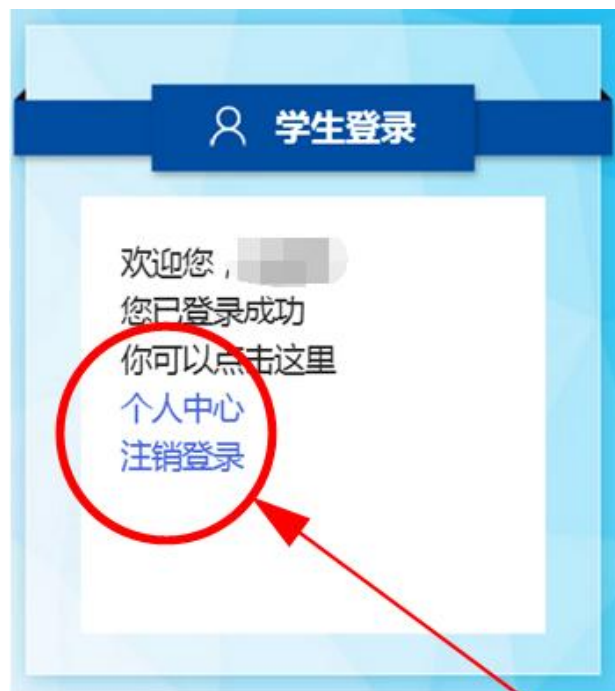 学生登录
欢迎您，
您已登录成功
你可以点击这里
个人中心
注销登录